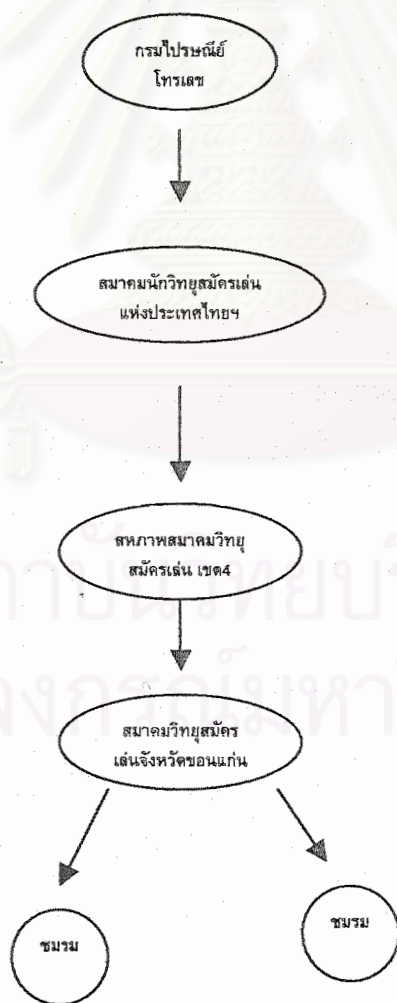 กรมไปรษณีย์
โทรเลข
สมาคมนักวิทยุสมัครเล่น
แห่งประเทศไทยฯ
สหภาพสมาคมวิทยุ
สมัครเล่น เขต4
สมาคมวิทยุสมัคร
เล่นจังหวัดขอนแก่น
ชมรม
ชมรม